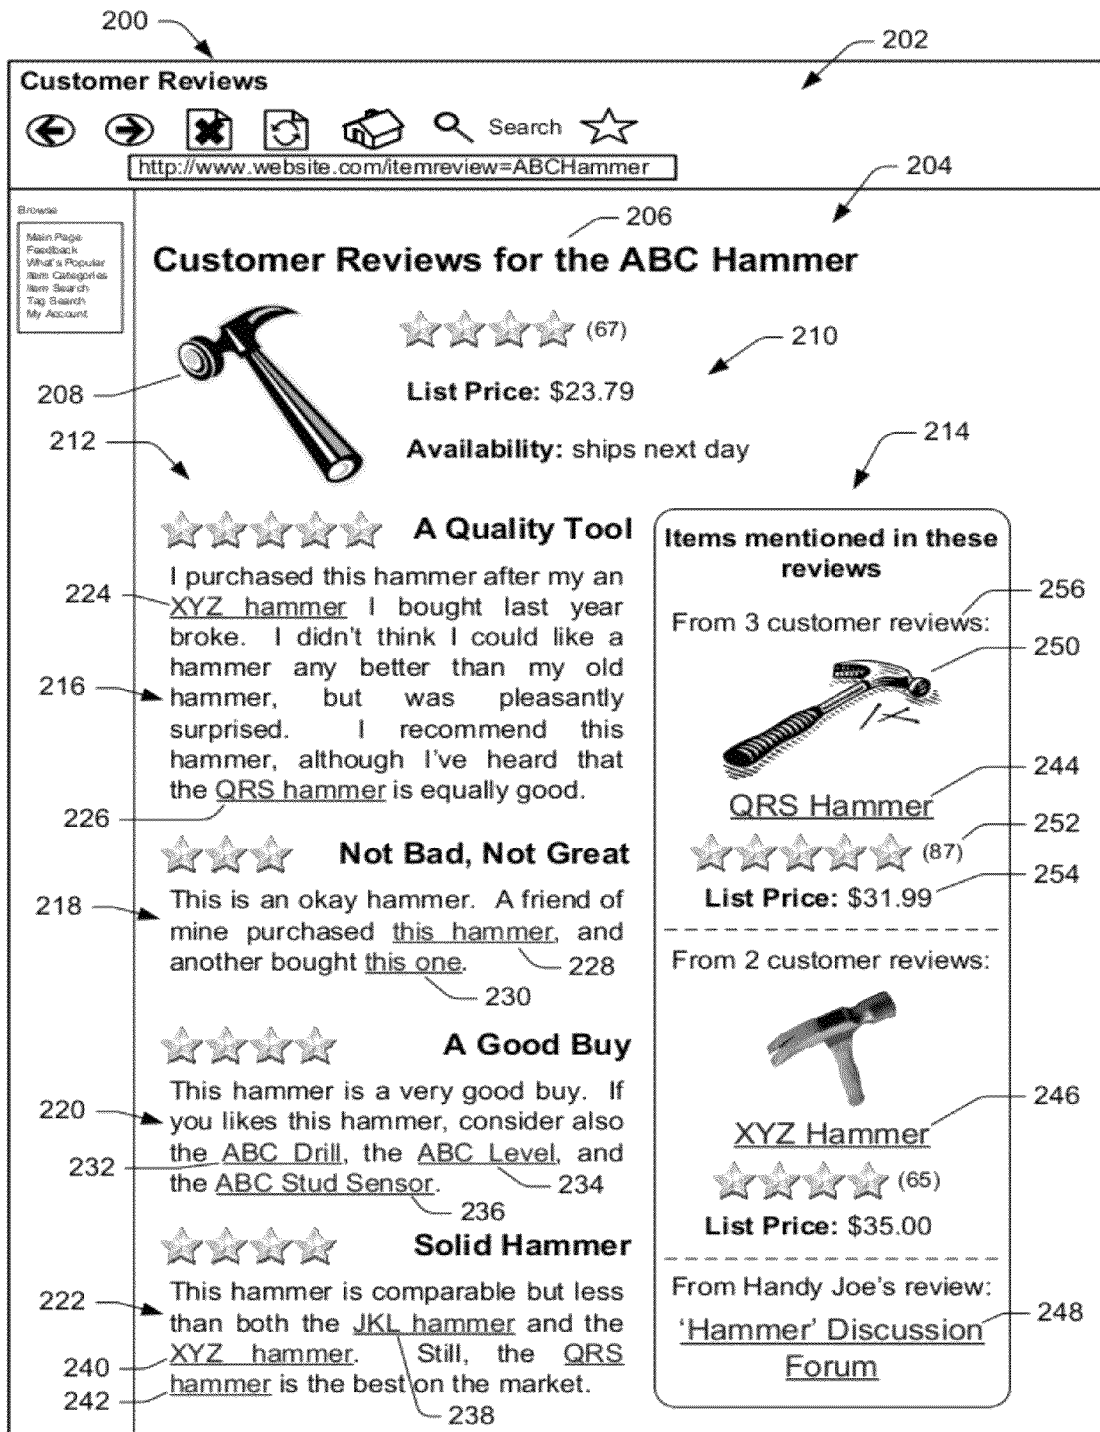 200
202
Customer Reviews
Search
http://www.website.com/itemreview=ABCHammer
204
Browse
Main Page
Feedback
What's Popular
Item Categories
Item Search
Tag Search
My Account
206
Customer Reviews for the ABC Hammer
(67)
210
208
List Price: $23.79
212
Availability: ships next day
214
A Quality Tool
I purchased this hammer after my an
224
XYZ hammer I bought last year
broke. I didn't think I could like a
hammer any better than my old
216
hammer, but was pleasantly
surprised. I recommend this
hammer, although I've heard that
the QRS hammer is equally good.
226
Not Bad, Not Great
218
This is an okay hammer. A friend of
mine purchased this hammer, and
another bought this one.
228
230
A Good Buy
This hammer is a very good buy. If
220
you likes this hammer, consider also
the ABC Drill, the ABC Level, and
232
the ABC Stud Sensor.
234
236
Solid Hammer
This hammer is comparable but less
222
than both the JKL hammer and the
240
XYZ hammer. Still, the QRS
242
hammer is the best on the market.
238
Items mentioned in these
reviews
256
From 3 customer reviews:
250
244
QRS Hammer
252
(87)
254
List Price: $31.99
From 2 customer reviews:
246
XYZ Hammer
(65)
List Price: $35.00
From Handy Joe's review:
248
'Hammer' Discussion
Forum